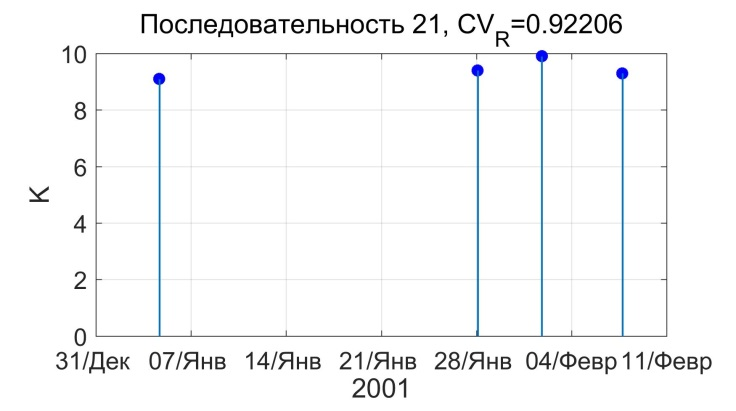 Последовательность 21, CV_R=0.92206
10
8
6
4
2
0
K
31/Дек 07/Янв 14/Янв 21/Янв 28/Янв 04/Февр 11/Февр
2001